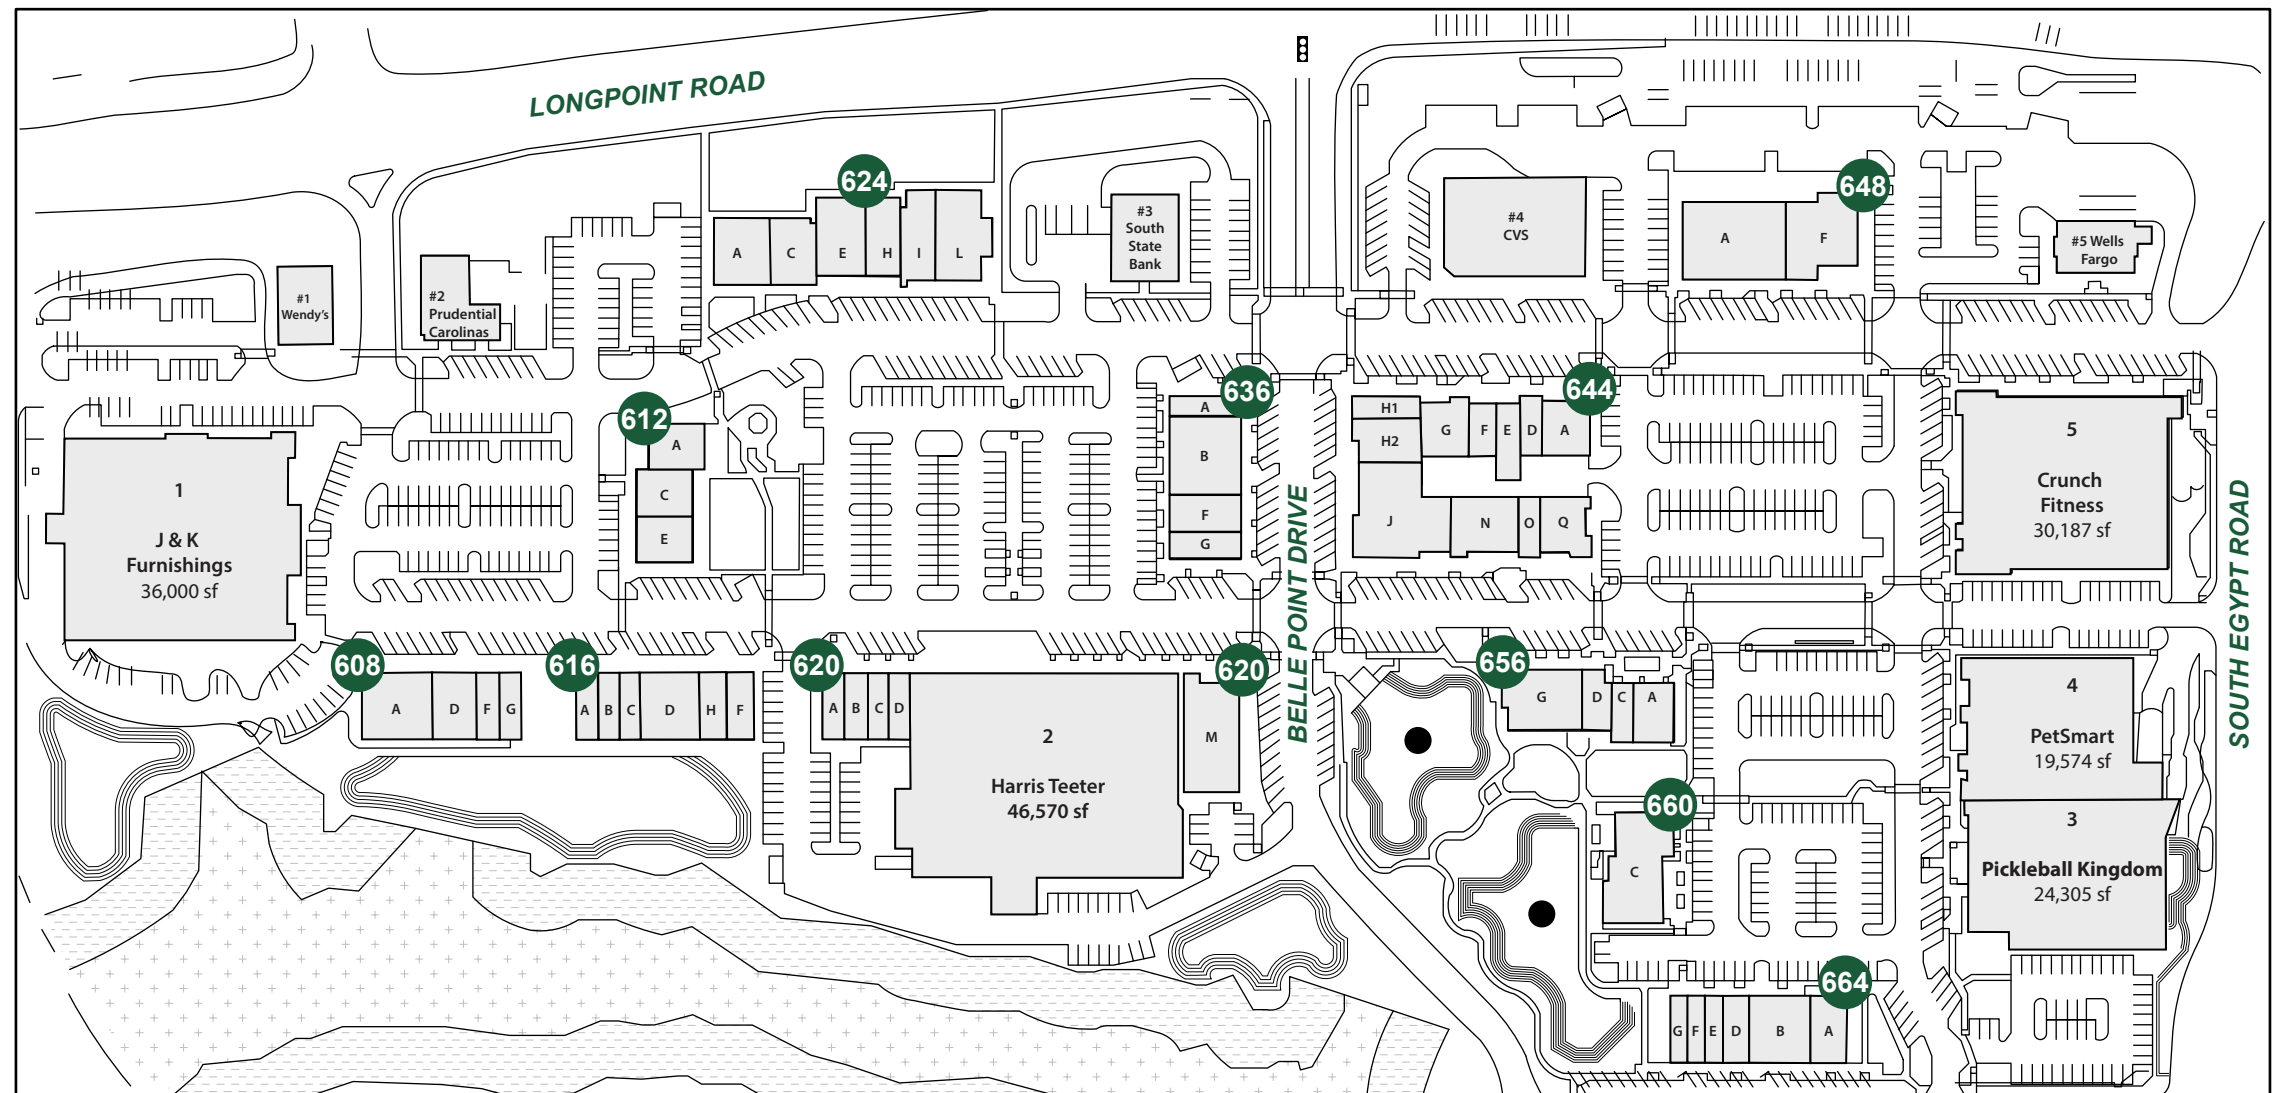 LONGPOINT ROAD
624
A
C
E
H
I
L
#3
South
State
Bank
#4
CVS
648
A
F
#5 Wells
Fargo
#1
Wendy's
#2
Prudential
Carolinas
612
A
C
E
636
A
B
F
G
BELLE POINT DRIVE
644
H1
H2
G
F
E
D
A
J
N
O
Q
5
Crunch
Fitness
30,187 sf
SOUTH EGYPT ROAD
1
J & K
Furnishings
36,000 sf
608
A
D
F
G
616
A
B
C
D
H
F
620
A
B
C
D
2
Harris Teeter
46,570 sf
620
M
656
G
D
C
A
4
PetSmart
19,574 sf
660
C
3
Pickleball Kingdom
24,305 sf
664
G
F
E
D
B
A